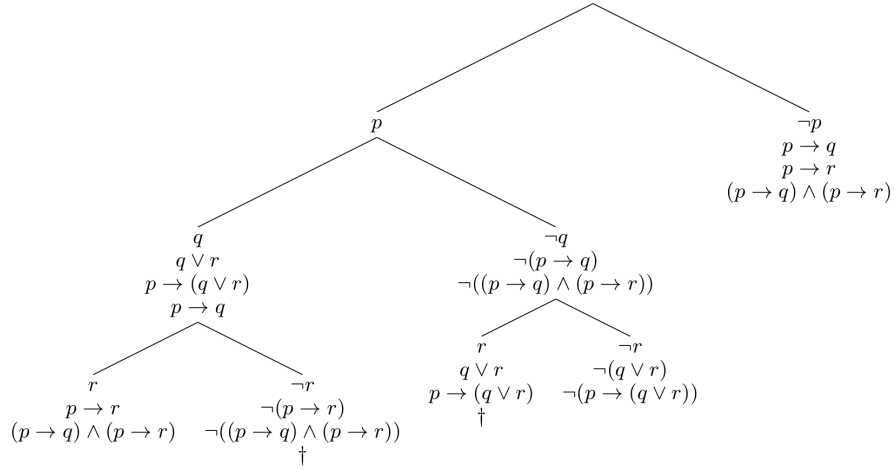 p
¬p
p → q
p → r
(p → q) ∧ (p → r)
q
q ∨ r
p → (q ∨ r)
p → q
¬q
¬(p → q)
¬((p → q) ∧ (p → r))
r
p → r
(p → q) ∧ (p → r)
¬r
¬(p → r)
¬((p → q) ∧ (p → r))
†
r
q ∨ r
p → (q ∨ r)
†
¬r
¬(q ∨ r)
¬(p → (q ∨ r))